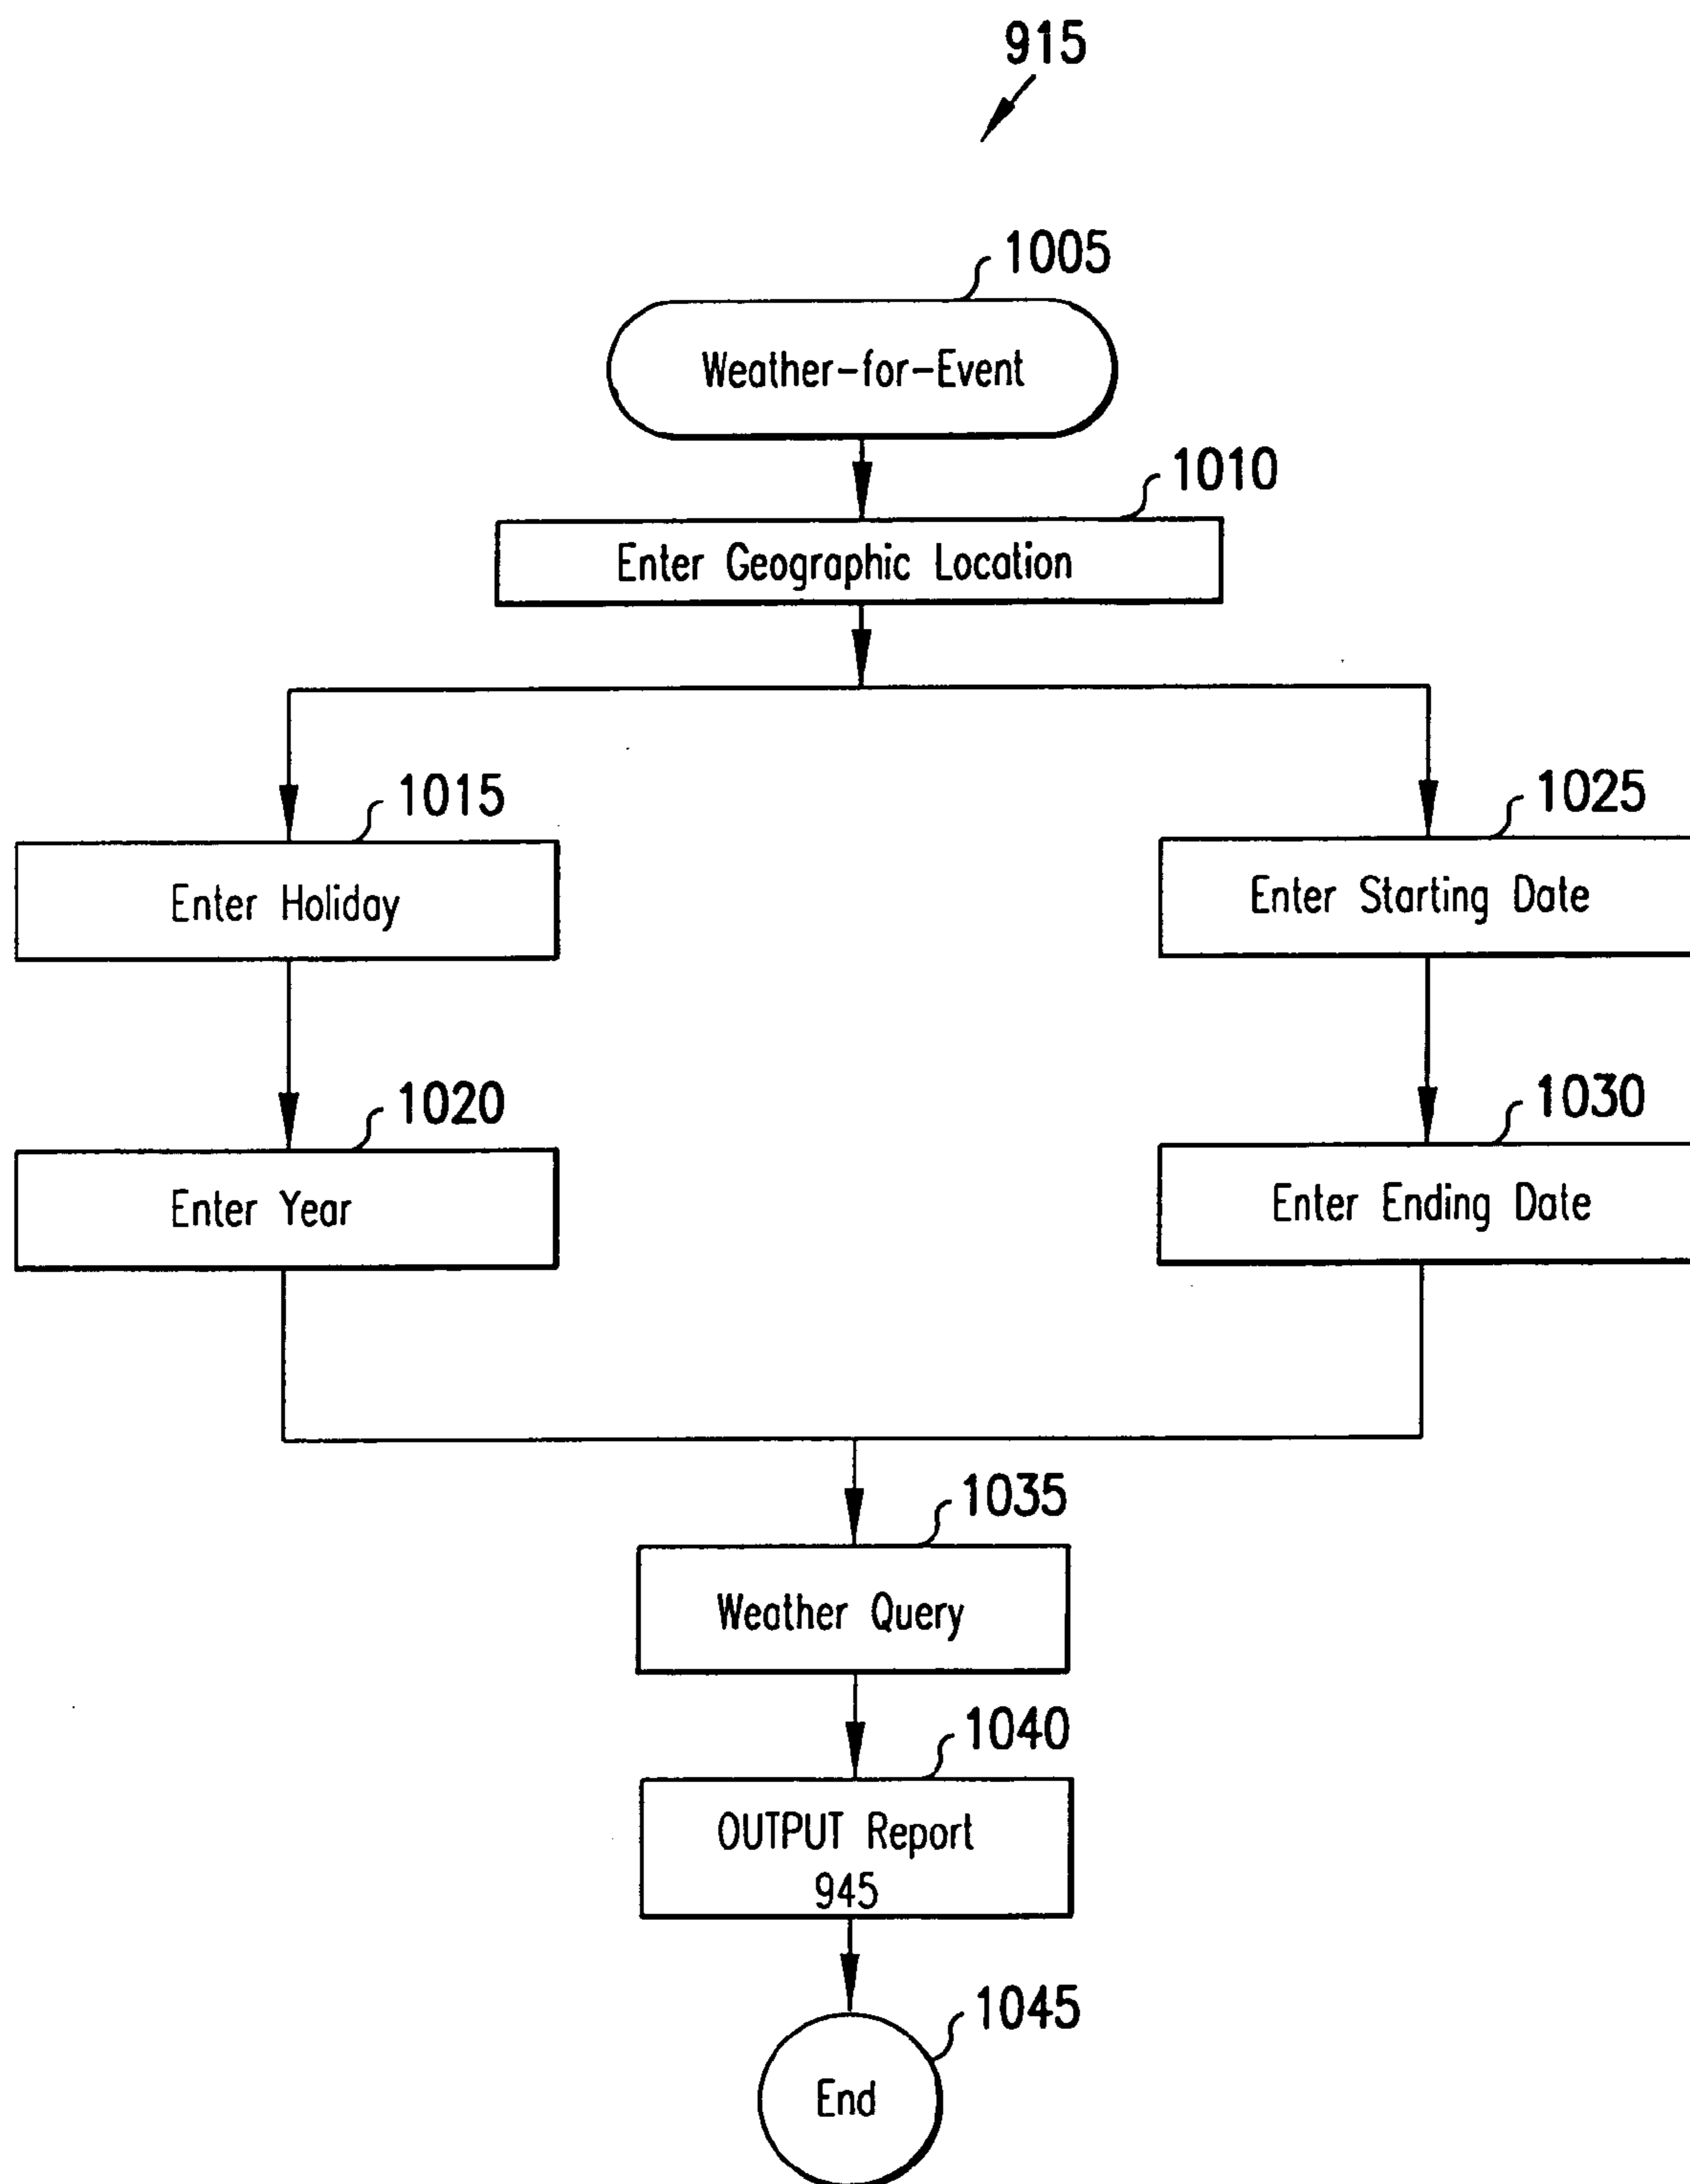 915
1005
Weather-for-Event
1010
Enter Geographic Location
1015
Enter Holiday
1025
Enter Starting Date
1020
Enter Year
1030
Enter Ending Date
1035
Weather Query
1040
OUTPUT Report
945
1045
End